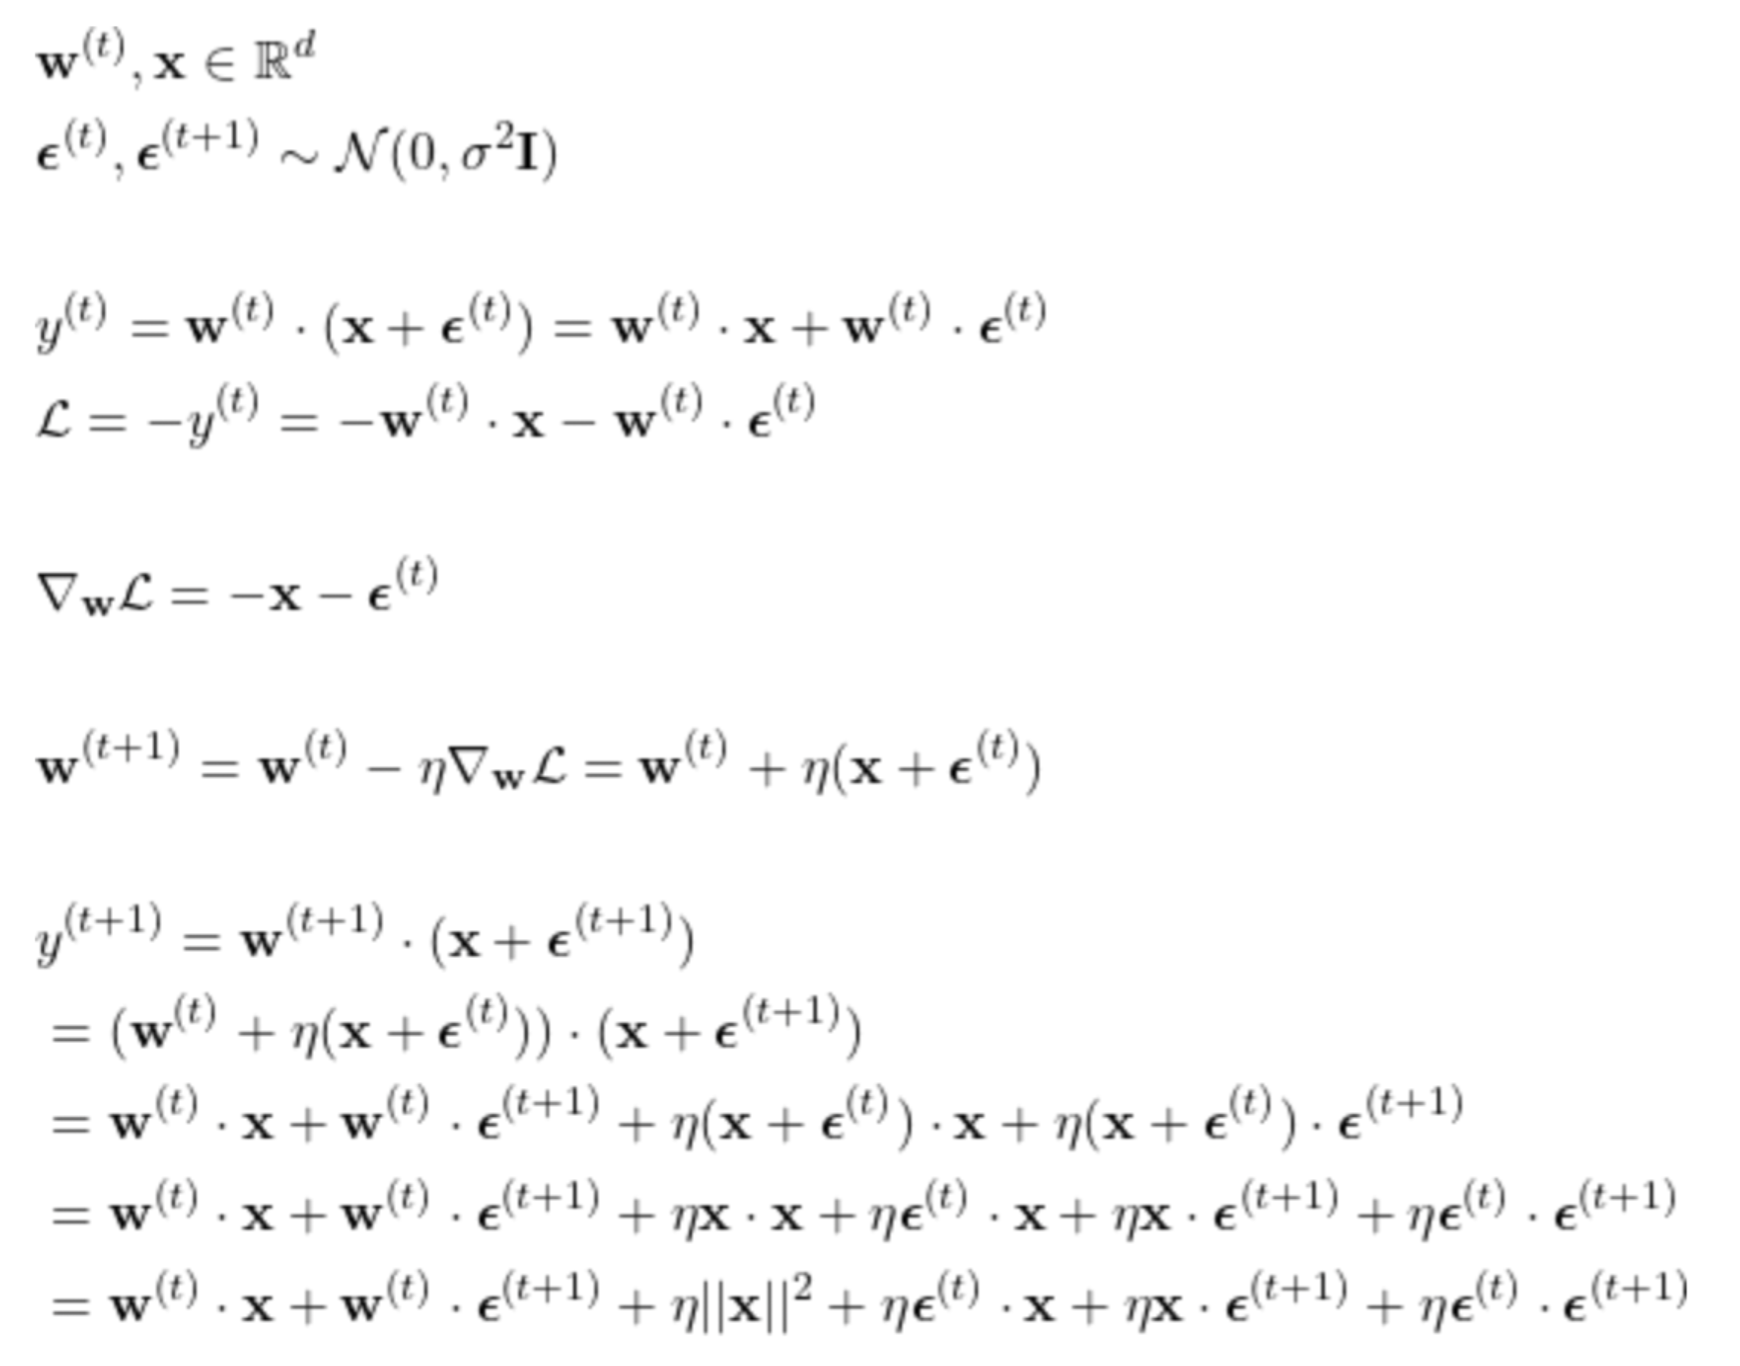 w^(t), x ∈ ℝ^d
ϵ^(t), ϵ^(t+1) ∼ 𝒩(0, σ²I)
y^(t) = w^(t) · (x + ϵ^(t)) = w^(t) · x + w^(t) · ϵ^(t)
ℒ = −y^(t) = −w^(t) · x − w^(t) · ϵ^(t)
∇_w ℒ = −x − ϵ^(t)
w^(t+1) = w^(t) − η∇_w ℒ = w^(t) + η(x + ϵ^(t))
y^(t+1) = w^(t+1) · (x + ϵ^(t+1))
= (w^(t) + η(x + ϵ^(t))) · (x + ϵ^(t+1))
= w^(t) · x + w^(t) · ϵ^(t+1) + η(x + ϵ^(t)) · x + η(x + ϵ^(t)) · ϵ^(t+1)
= w^(t) · x + w^(t) · ϵ^(t+1) + ηx · x + ηϵ^(t) · x + ηx · ϵ^(t+1) + ηϵ^(t) · ϵ^(t+1)
= w^(t) · x + w^(t) · ϵ^(t+1) + η||x||² + ηϵ^(t) · x + ηx · ϵ^(t+1) + ηϵ^(t) · ϵ^(t+1)